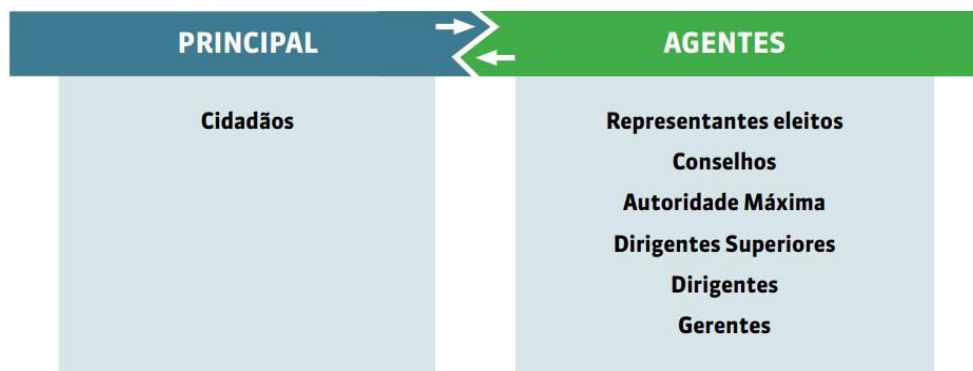 PRINCIPAL
AGENTES
Cidadãos
Representantes eleitos
Conselhos
Autoridade Máxima
Dirigentes Superiores
Dirigentes
Gerentes